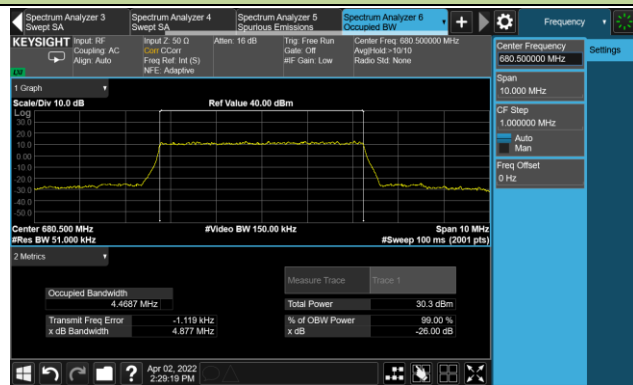 Spectrum Analyzer 3
Swept SA
Spectrum Analyzer 4
Swept SA
Spectrum Analyzer 5
Spurious Emissions
Spectrum Analyzer 6
Occupied BW
+
Frequency
KEYSIGHT
Input: RF
Coupling: AC
Align: Auto
Input Z: 50 Ω
Corr CCorr
Freq Ref: Int (S)
NFE: Adaptive
Atten: 16 dB
Trig: Free Run
Gate: Off
#IF Gain: Low
Center Freq: 680.500000 MHz
Avg|Hold:>10/10
Radio Std: None
LXI
Center Frequency
680.500000 MHz
Settings
Span
10.000 MHz
CF Step
1.000000 MHz
Auto
Man
Freq Offset
0 Hz
1 Graph
Scale/Div 10.0 dB
Ref Value 40.00 dBm
Log
30.0
20.0
10.0
0.00
-10.0
-20.0
-30.0
-40.0
-50.0
Center 680.500 MHz
#Video BW 150.00 kHz
Span 10 MHz
#Res BW 51.000 kHz
#Sweep 100 ms (2001 pts)
2 Metrics
Measure Trace
Trace 1
Occupied Bandwidth
4.4687 MHz
Total Power
30.3 dBm
Transmit Freq Error
-1.119 kHz
% of OBW Power
99.00 %
x dB Bandwidth
4.877 MHz
x dB
-26.00 dB
?
Apr 02, 2022
2:29:19 PM